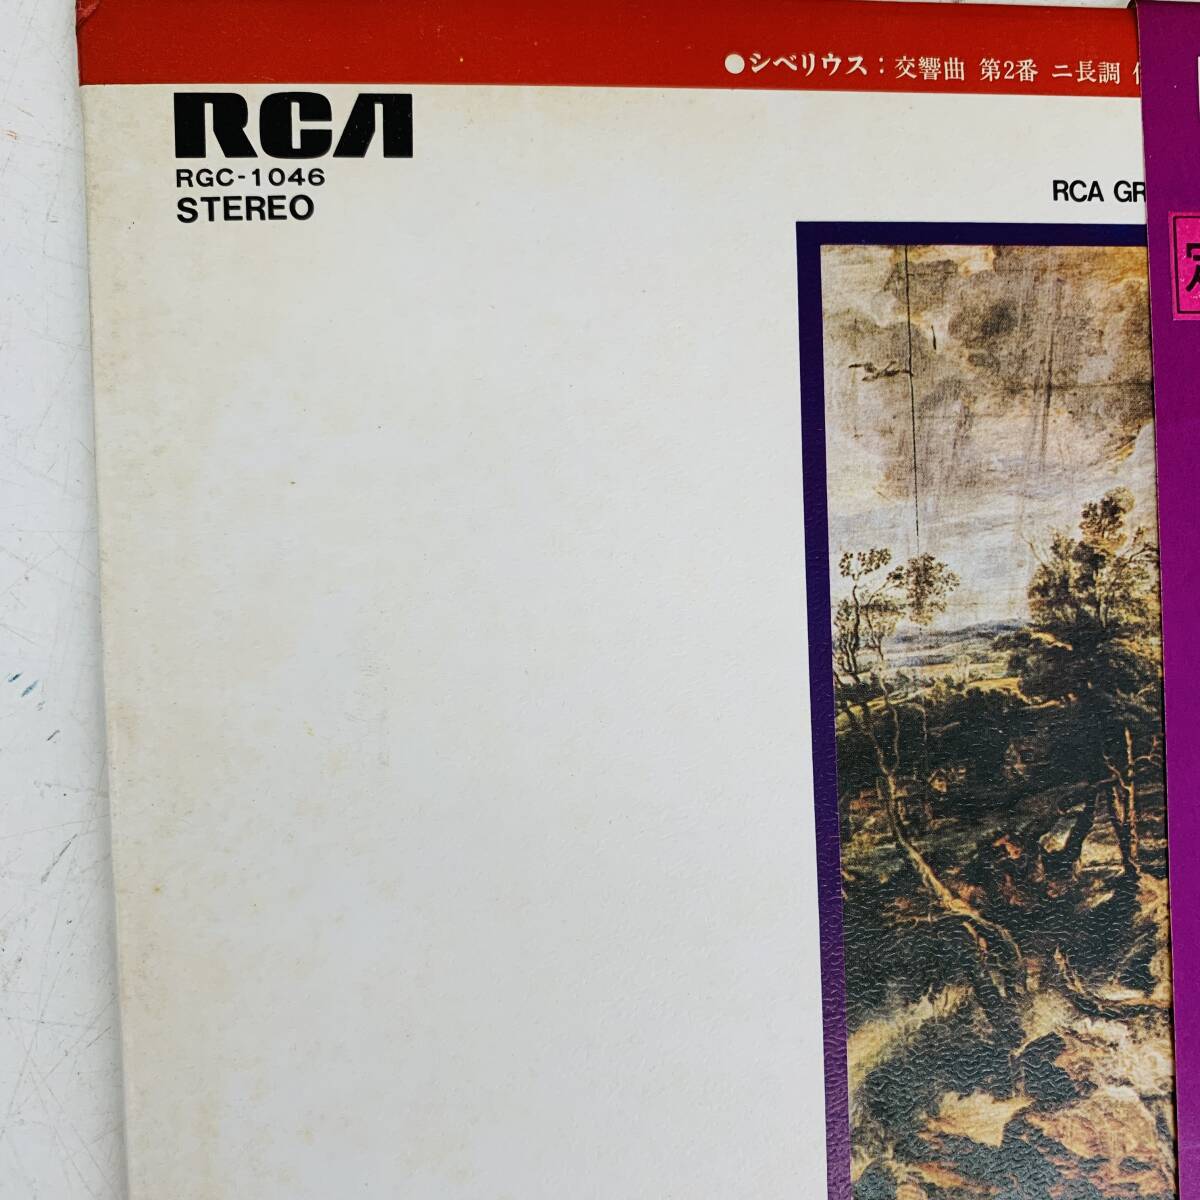 ●シベリウス：交響曲 第2番 ニ長調
RCA
RGC-1046
STEREO
RCA GR